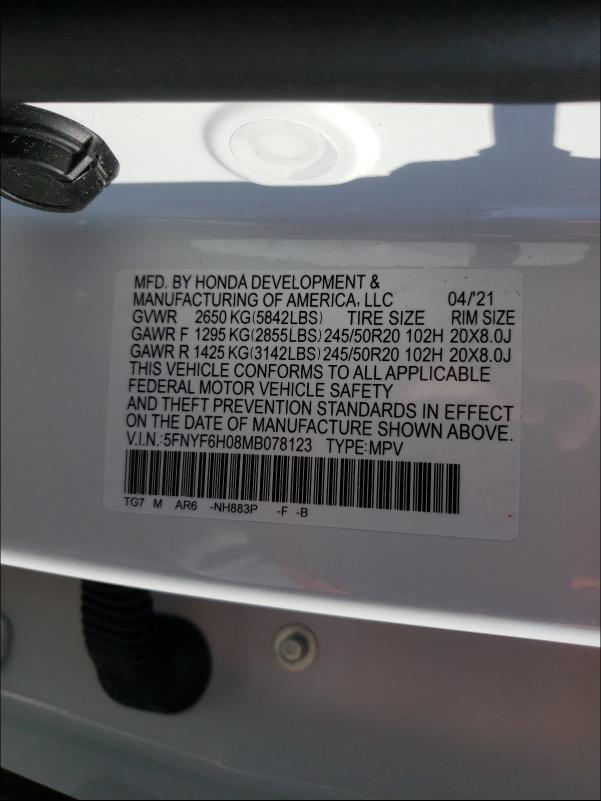 MFD. BY HONDA DEVELOPMENT &
MANUFACTURING OF AMERICA, LLC 04/'21
GVWR 2650 KG(5842LBS) TIRE SIZE RIM SIZE
GAWR F 1295 KG(2855LBS) 245/50R20 102H 20X8.0J
GAWR R 1425 KG(3142LBS) 245/50R20 102H 20X8.0J
THIS VEHICLE CONFORMS TO ALL APPLICABLE
FEDERAL MOTOR VEHICLE SAFETY
AND THEFT PREVENTION STANDARDS IN EFFECT
ON THE DATE OF MANUFACTURE SHOWN ABOVE.
V.I.N.:5FNYF6H08MB078123 TYPE:MPV
TG7 M AR6 -NH883P -F -B